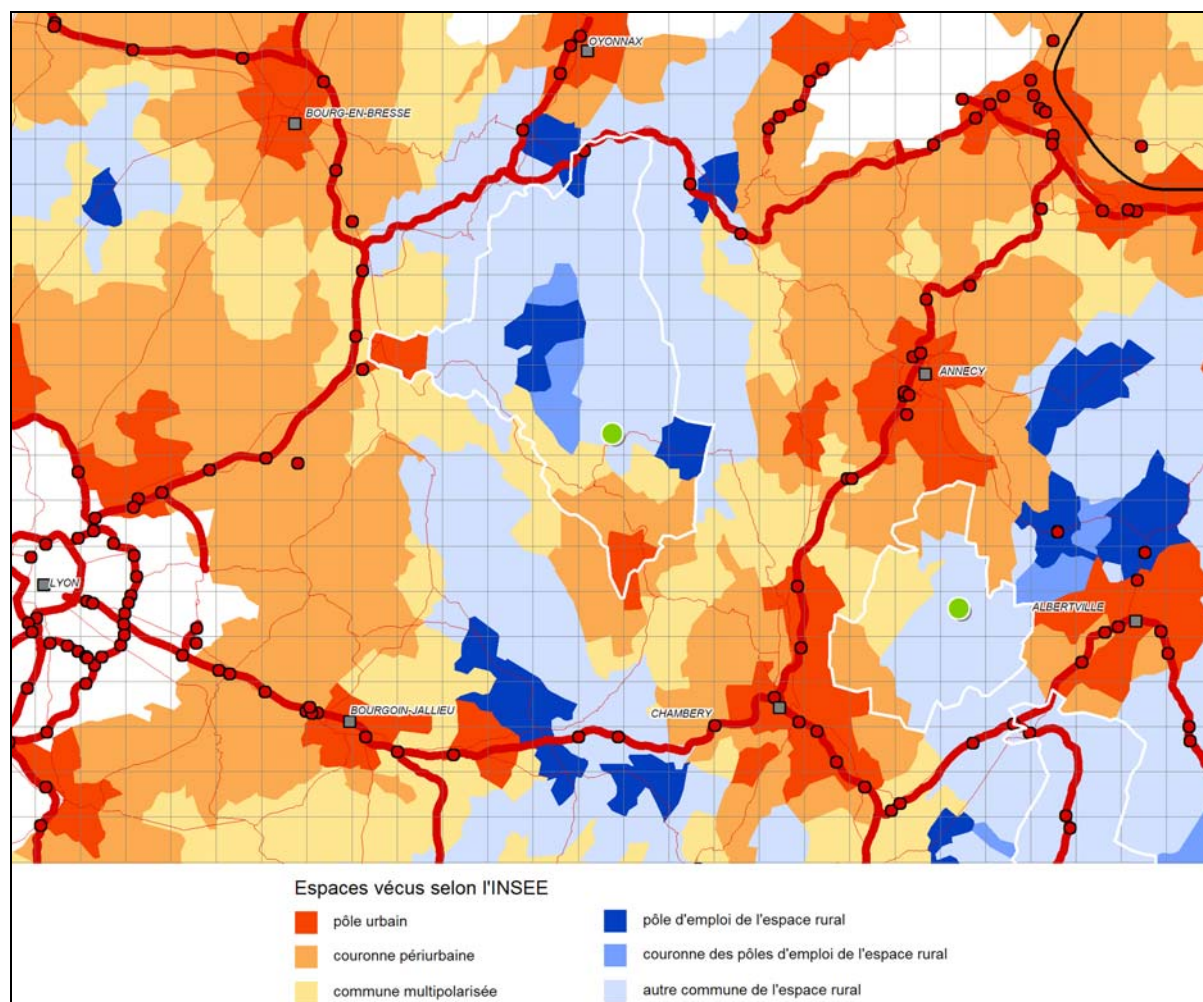 OYONNAX
BOURG-EN-BRESSE
ANNECY
LYON
ALBERTVILLE
BOURGOIN-JALLIEU
CHAMBERY
Espaces vécus selon l'INSEE
pôle urbain
pôle d'emploi de l'espace rural
couronne périurbaine
couronne des pôles d'emploi de l'espace rural
commune multipolarisée
autre commune de l'espace rural